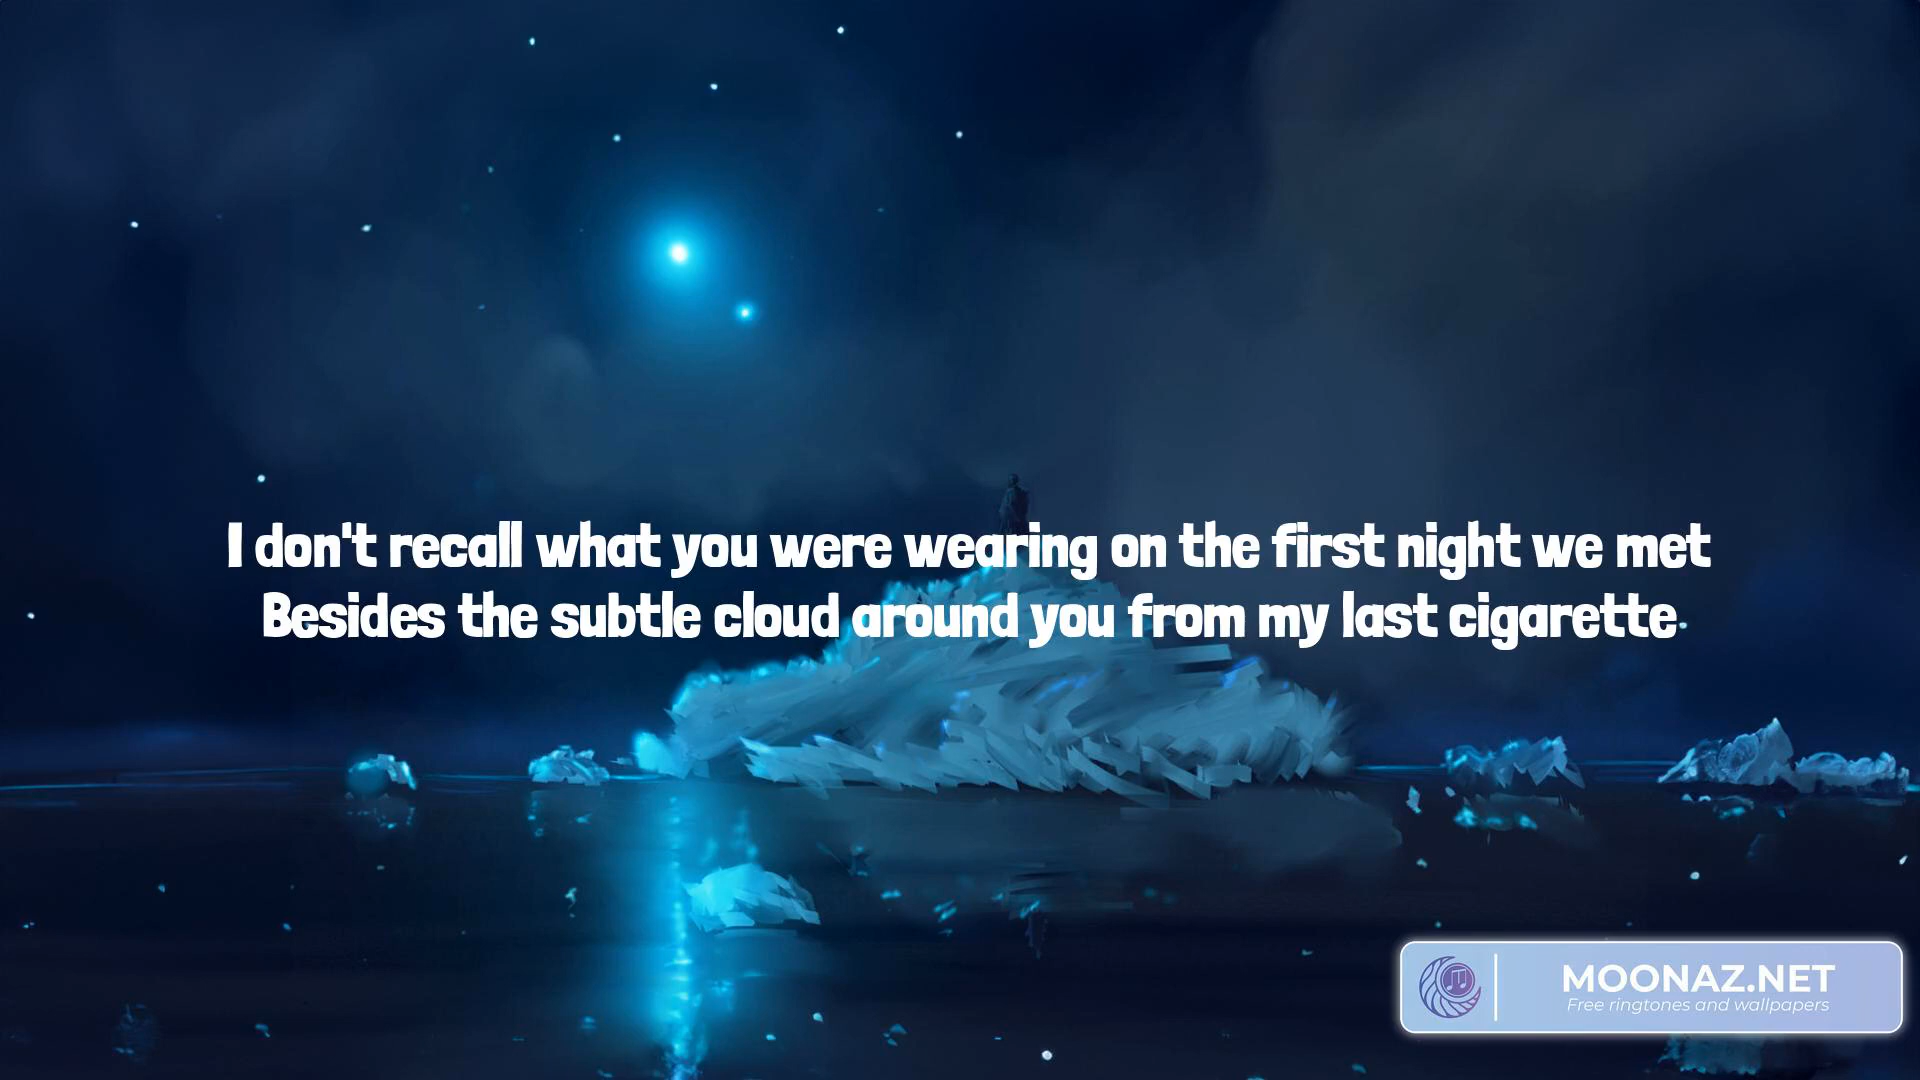 I don't recall what you were wearing on the first night we met
Besides the subtle cloud around you from my last cigarette
MOONAZ.NET
Free ringtones and wallpapers